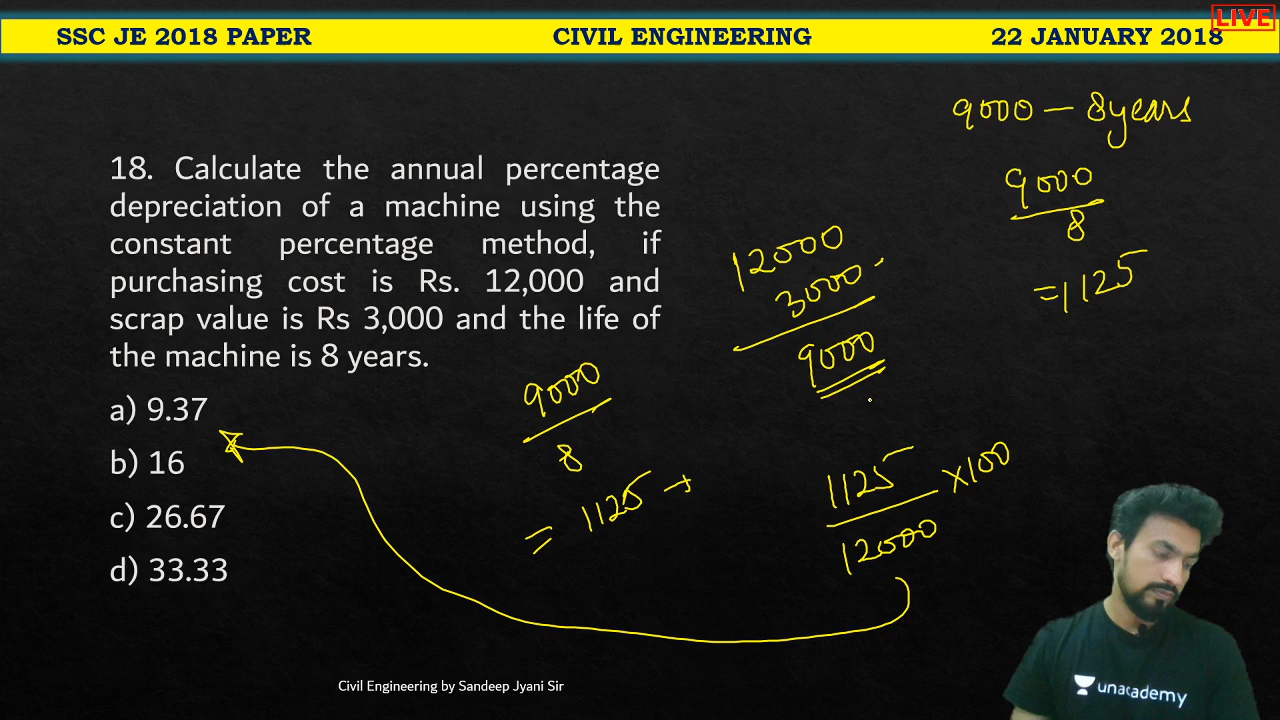 LIVE
SSC JE 2018 PAPER CIVIL ENGINEERING 22 JANUARY 2018
18. Calculate the annual percentage
depreciation of a machine using the
constant percentage method, if
purchasing cost is Rs. 12,000 and
scrap value is Rs 3,000 and the life of
the machine is 8 years.
a) 9.37
b) 16
c) 26.67
d) 33.33
9000
8
= 1125 →
12000
3000 -
9000
9000 — 8 years
9000
8
= 1125
1125 × 100
12000
Civil Engineering by Sandeep Jyani Sir
unacademy